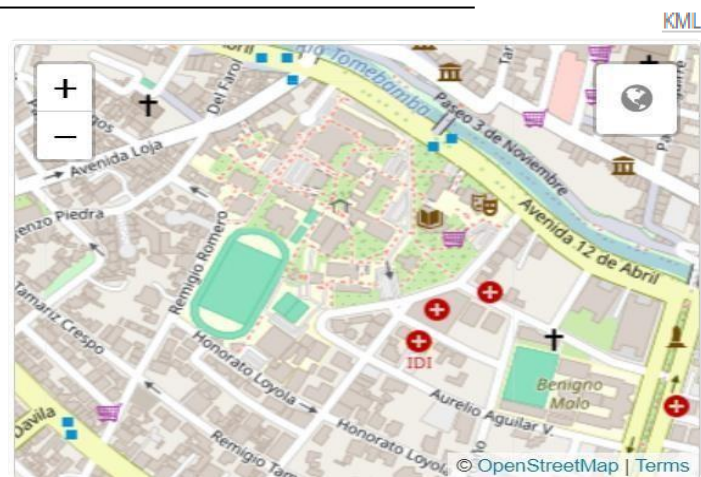 KML
+
−
Río Tomebamba
Del Farol
Paseo 3 de Noviembre
Avenida Loja
Avenida 12 de Abril
Remigio Romero
Tamariz Crespo
Honorato Loyola
IDI
Benigno
Malo
Aurelio Aguilar V.
Honorato Loyola
© OpenStreetMap | Terms